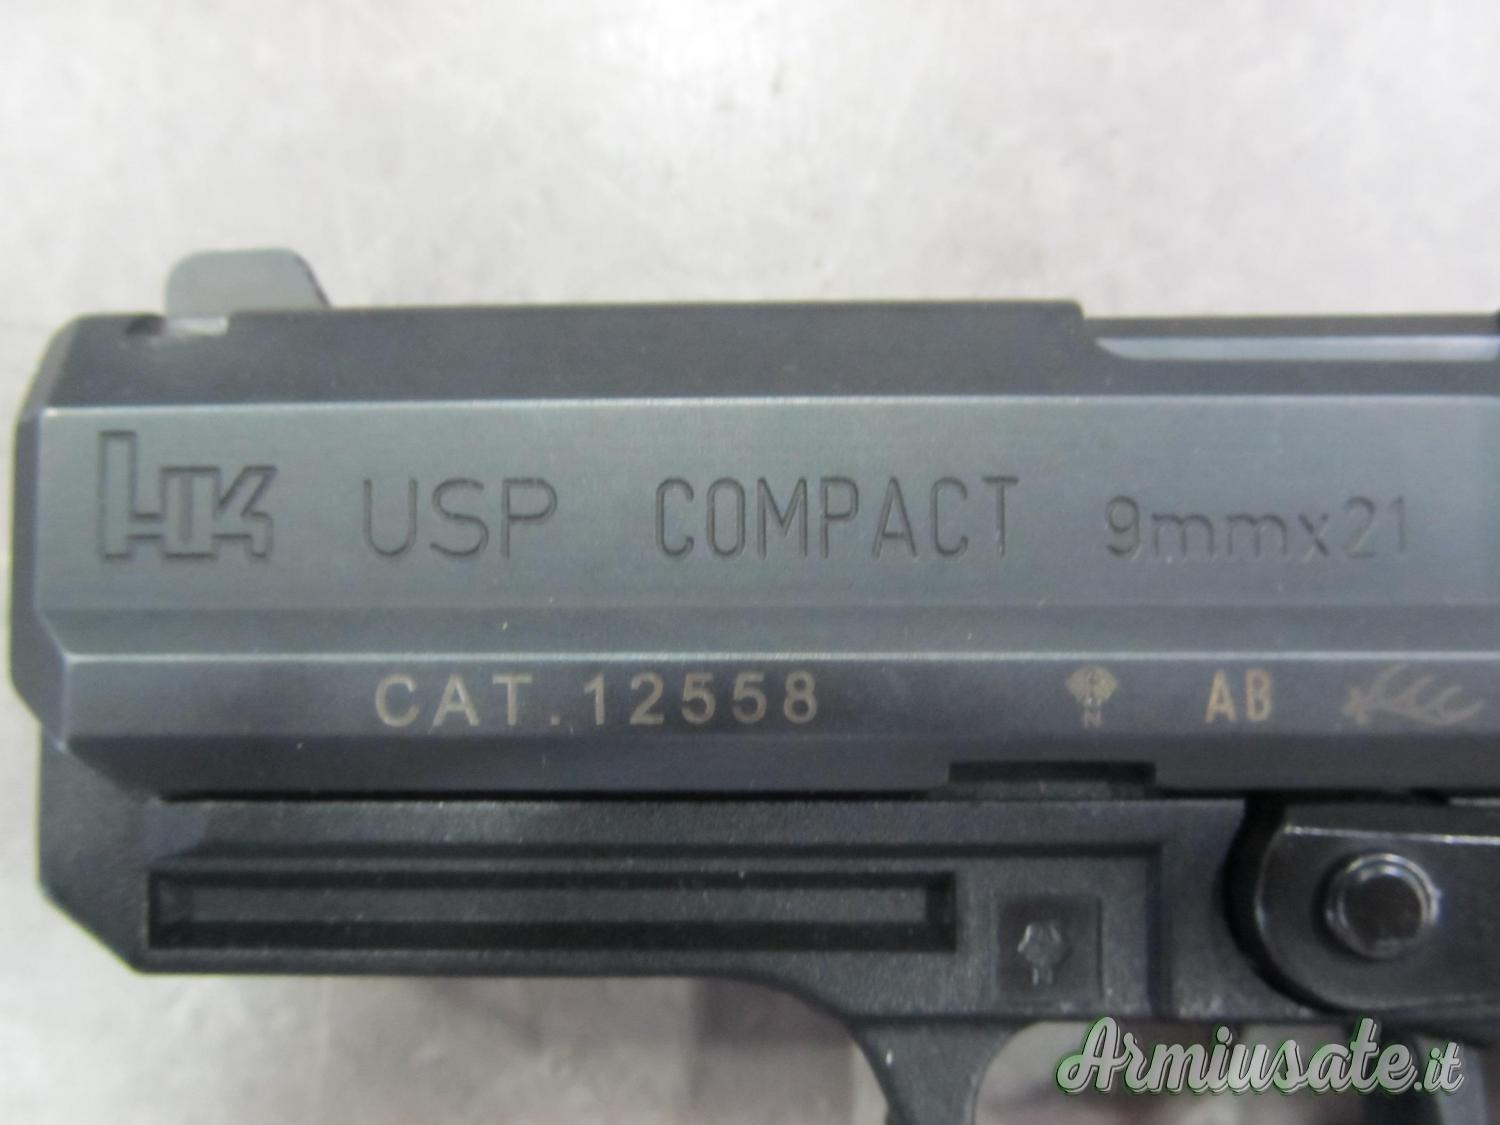 HK USP COMPACT 9mmx21
CAT.12558 N AB
Armiusate.it